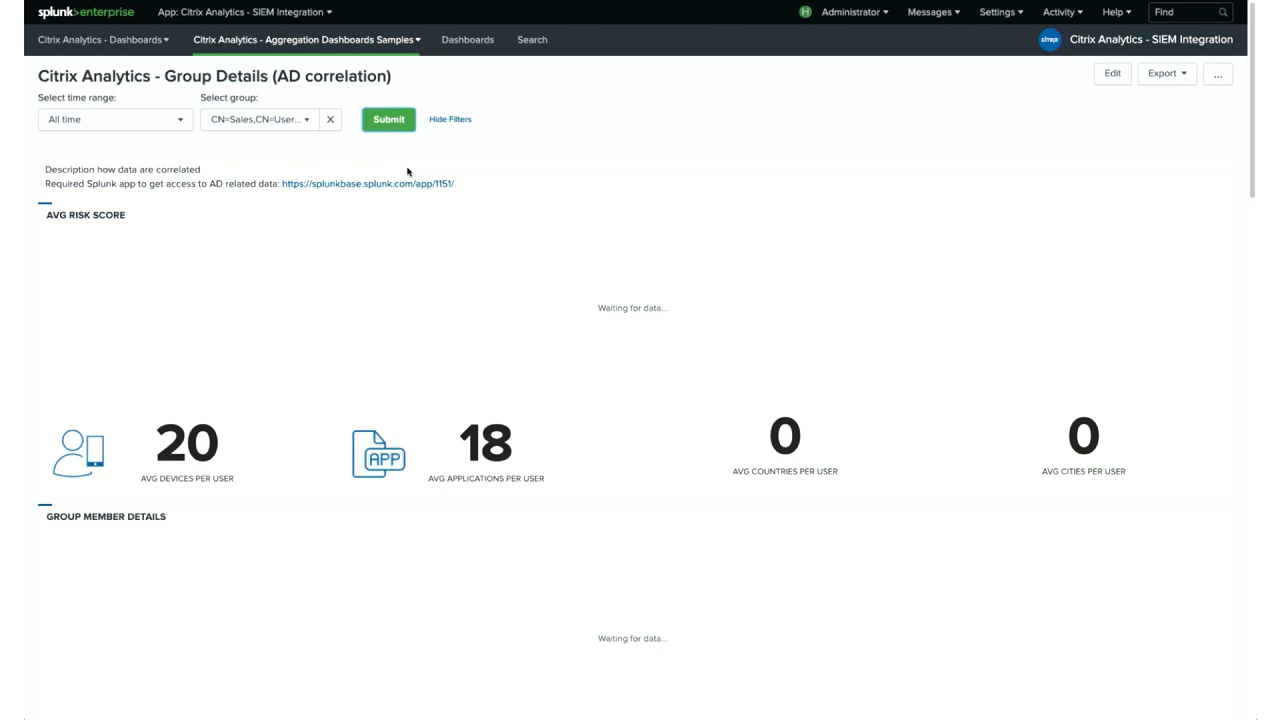 splunk>enterprise App: Citrix Analytics - SIEM Integration H Administrator Messages Settings Activity Help Find
Citrix Analytics - Dashboards Citrix Analytics - Aggregation Dashboards Samples Dashboards Search citrix Citrix Analytics - SIEM Integration
Citrix Analytics - Group Details (AD correlation) Edit Export ...
Select time range: Select group:
All time CN=Sales,CN=User... X Submit Hide Filters
Description how data are correlated
Required Splunk app to get access to AD related data: https://splunkbase.splunk.com/app/1151/
AVG RISK SCORE
Waiting for data...
20 APP 18 0 0
AVG DEVICES PER USER AVG APPLICATIONS PER USER AVG COUNTRIES PER USER AVG CITIES PER USER
GROUP MEMBER DETAILS
Waiting for data...